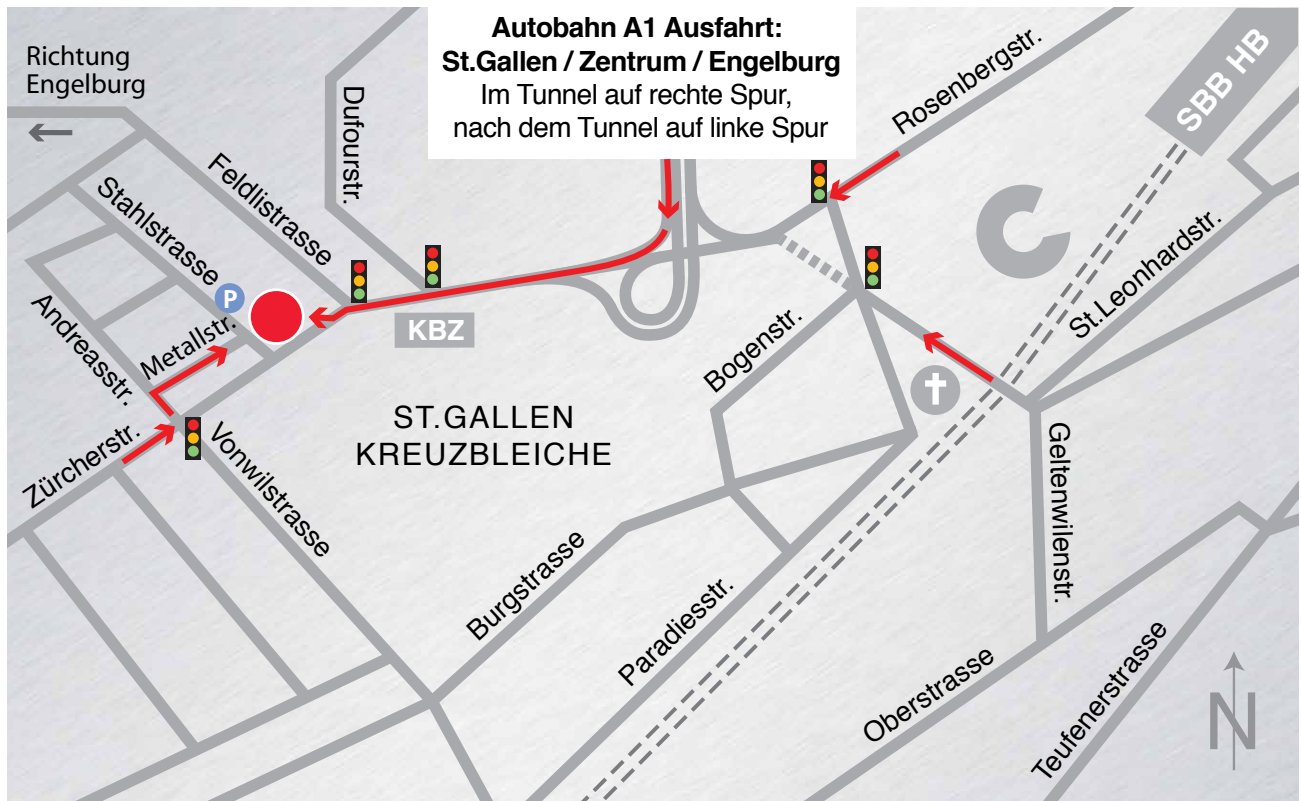 Autobahn A1 Ausfahrt:
St.Gallen / Zentrum / Engelburg
Im Tunnel auf rechte Spur,
nach dem Tunnel auf linke Spur
Richtung
Engelburg
Dufourstr.
Rosenbergstr.
SBB HB
Feldlistrasse
Stahlstrasse
P
Andreasstr.
Metallstr.
KBZ
St.Leonhardstr.
Bogenstr.
ST.GALLEN
KREUZBLEICHE
Zürcherstr.
Vonwilstrasse
Geltenwilenstr.
Burgstrasse
Paradiesstr.
Oberstrasse
Teufenerstrasse
N